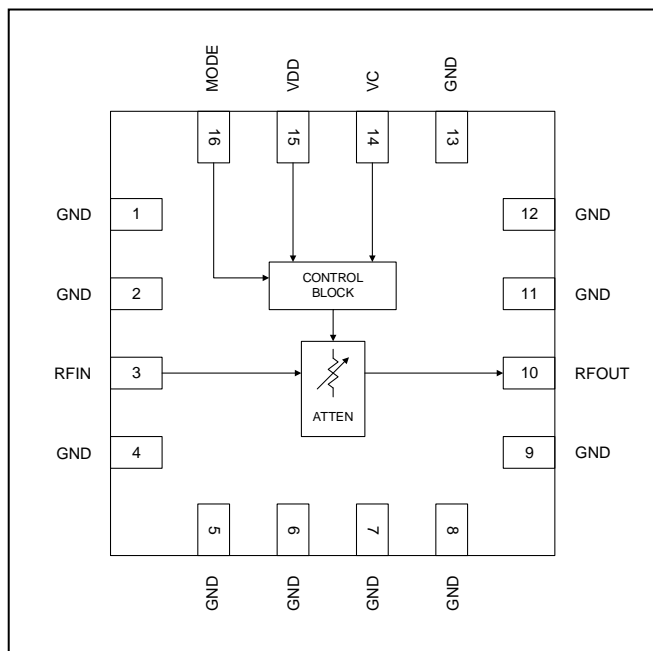 MODE VDD VC GND
16 15 14 13
GND 1 12 GND
GND 2 11 GND
CONTROL
BLOCK
RFIN 3 10 RFOUT
ATTEN
GND 4 9 GND
5 6 7 8
GND GND GND GND